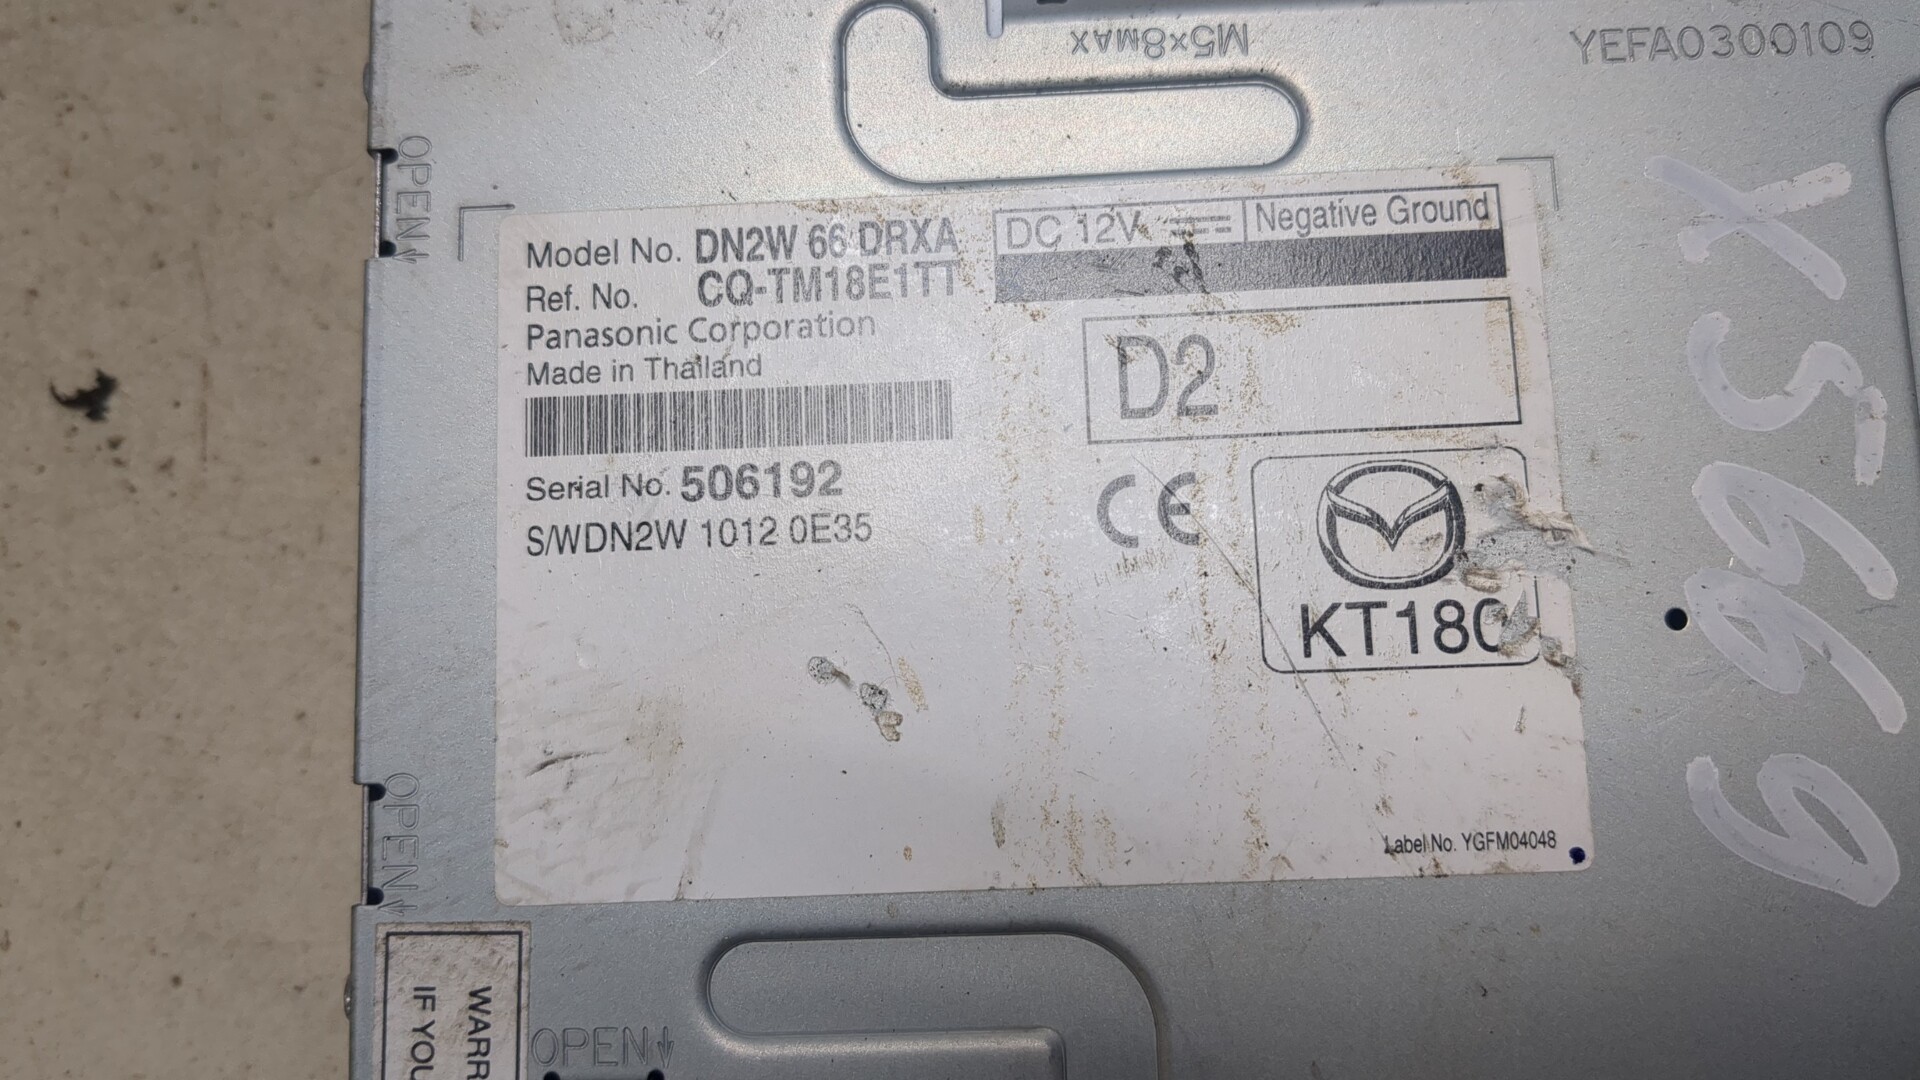 M5×8MAX
YEFA0300109
OPEN↓
Model No. DN2W 66 DRXA
Ref. No. CQ-TM18E1TT
Panasonic Corporation
Made in Thailand
DC 12V
Negative Ground
D2
Serial No. 506192
S/WDN2W 1012 0E35
CE
KT180
Label No. YGFM04048
OPEN↓
OPEN↓
WARR
IF YOU